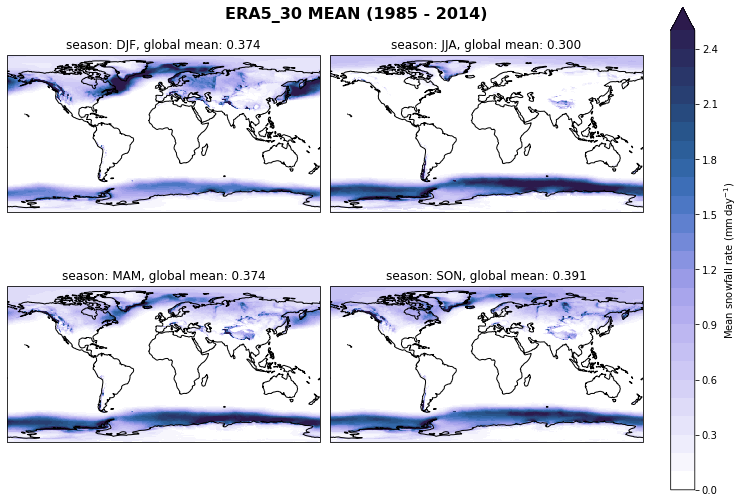 ERA5_30 MEAN (1985 - 2014)
season: DJF, global mean: 0.374
season: JJA, global mean: 0.300
season: MAM, global mean: 0.374
season: SON, global mean: 0.391
2.4
2.1
1.8
1.5
1.2
0.9
0.6
0.3
0.0
Mean snowfall rate (mm day⁻¹)